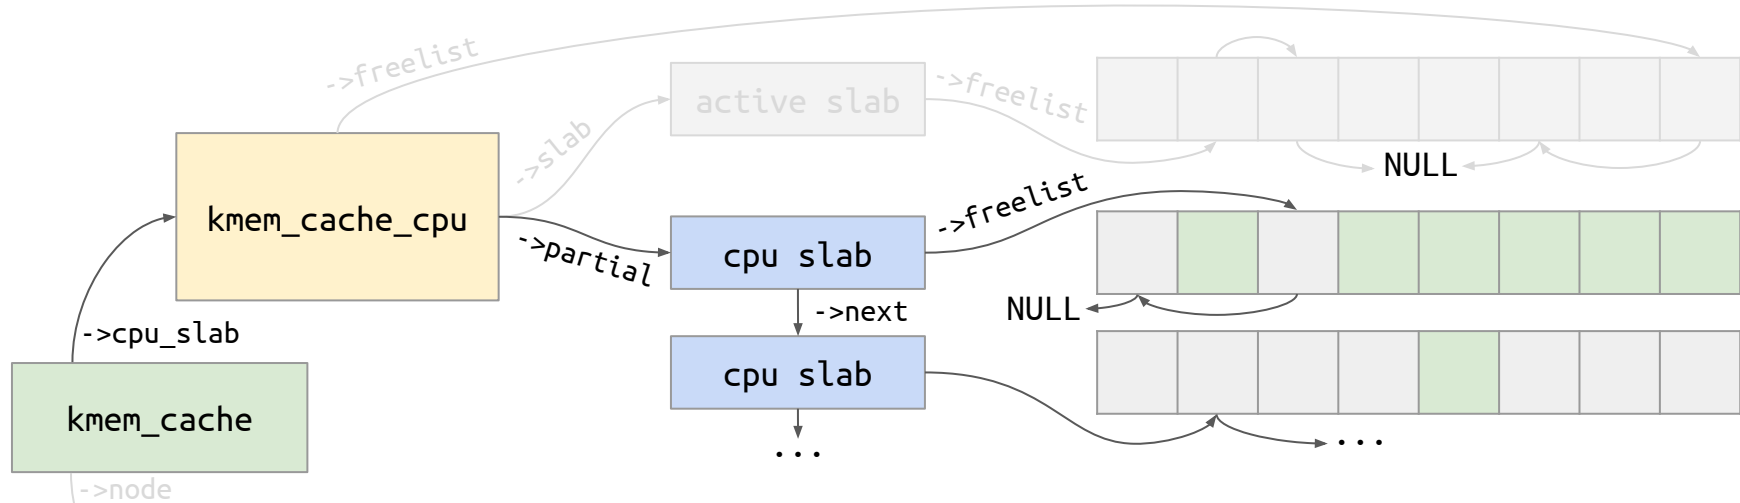 ->freelist
active slab
->freelist
->slab
NULL
kmem_cache_cpu
->freelist
->partial
cpu slab
NULL
->next
->cpu_slab
cpu slab
kmem_cache
...
...
->node